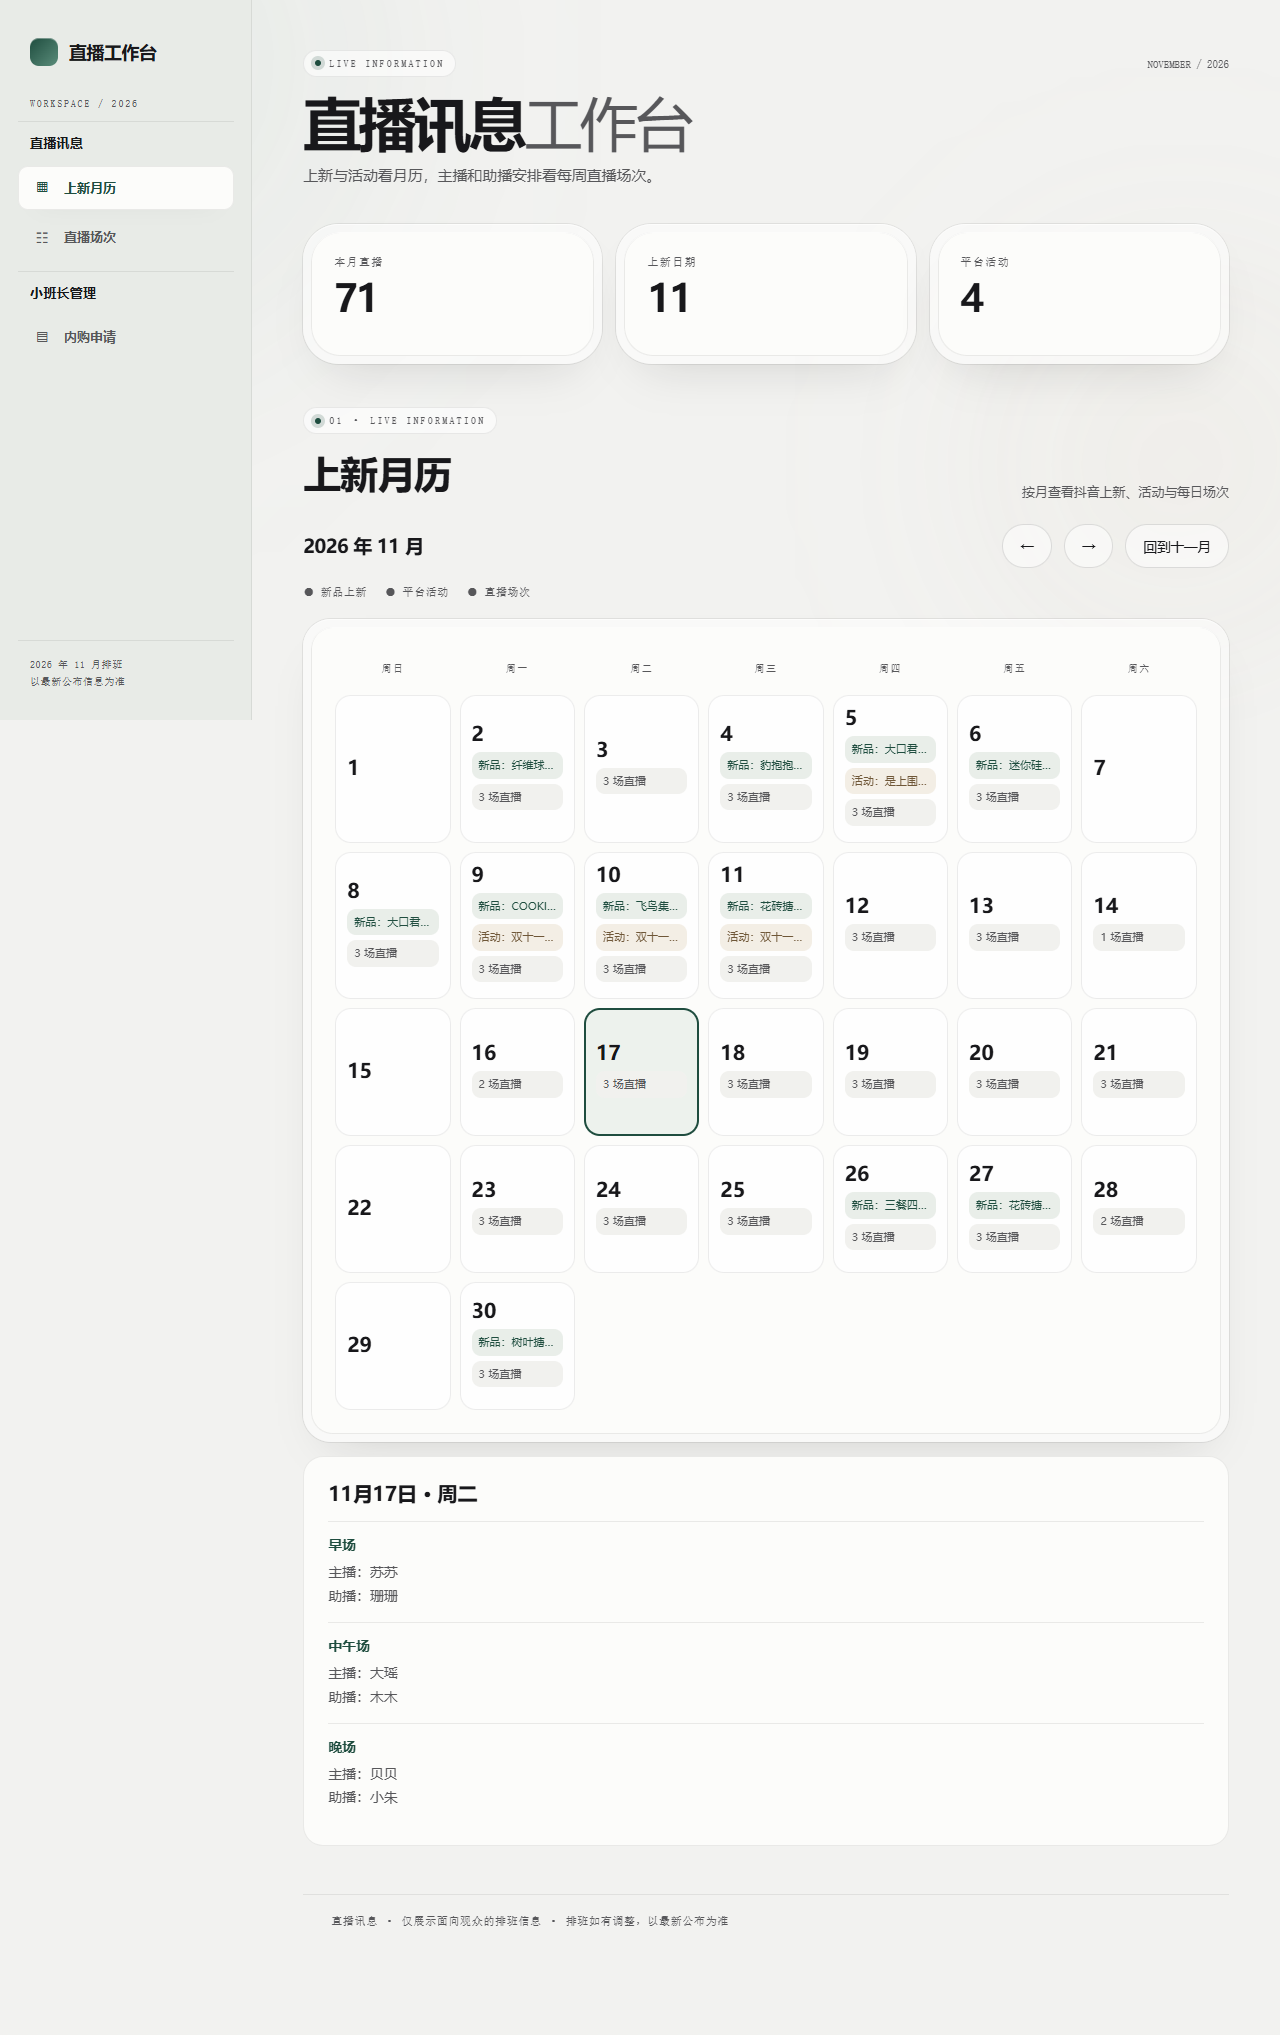 直播工作台
WORKSPACE / 2026
直播讯息
上新月历
直播场次
小班长管理
内购申请
2026 年 11 月排班
以最新公布信息为准
LIVE INFORMATION
NOVEMBER / 2026
直播讯息工作台
上新与活动看月历，主播和助播安排看每周直播场次。
本月直播
71
上新日期
11
平台活动
4
01 · LIVE INFORMATION
上新月历
按月查看抖音上新、活动与每日场次
2026 年 11 月
← → 回到十一月
新品上新 平台活动 直播场次
周日 周一 周二 周三 周四 周五 周六
1
2
新品：纤维球...
3 场直播
3
3 场直播
4
新品：豹抱抱...
3 场直播
5
新品：大口君...
活动：是上围...
3 场直播
6
新品：迷你硅...
3 场直播
7
8
新品：大口君...
3 场直播
9
新品：COOKI...
活动：双十一...
3 场直播
10
新品：飞鸟集...
活动：双十一...
3 场直播
11
新品：花砖搪...
活动：双十一...
3 场直播
12
3 场直播
13
3 场直播
14
1 场直播
15
16
2 场直播
17
3 场直播
18
3 场直播
19
3 场直播
20
3 场直播
21
3 场直播
22
23
3 场直播
24
3 场直播
25
3 场直播
26
新品：三餐四...
3 场直播
27
新品：花砖搪...
3 场直播
28
2 场直播
29
30
新品：树叶搪...
3 场直播
11月17日 · 周二
早场
主播：苏苏
助播：珊珊
中午场
主播：大瑶
助播：木木
晚场
主播：贝贝
助播：小朱
直播讯息 · 仅展示面向观众的排班信息 · 排班如有调整，以最新公布为准